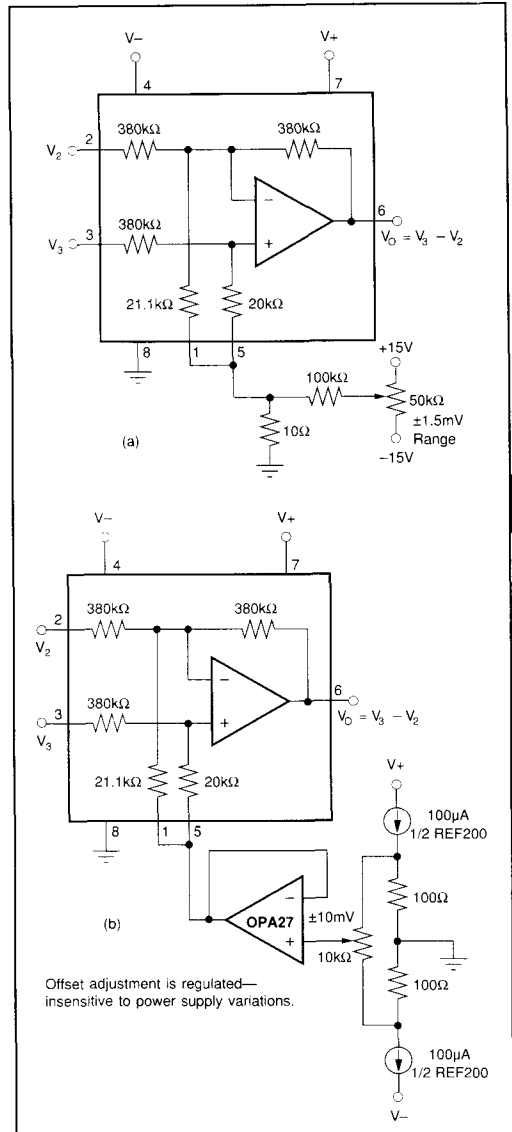 V– V+
4 7
380kΩ 380kΩ
V2 2
–
380kΩ
V3 3
+
6
VO = V3 – V2
21.1kΩ 20kΩ
8 1 5
+15V
100kΩ
50kΩ
±1.5mV
Range
10Ω
–15V
(a)
V– V+
4 7
380kΩ 380kΩ
2
V2
–
380kΩ
3
V3
+
6
VO = V3 – V2
21.1kΩ 20kΩ
8 1 5
V+
100µA
1/2 REF200
–
OPA27
+
±10mV
10kΩ
100Ω
100Ω
(b)
Offset adjustment is regulated—
insensitive to power supply variations.
100µA
1/2 REF200
V–